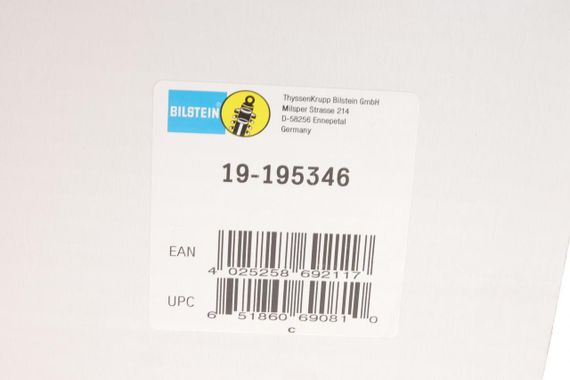 BILSTEIN®
ThyssenKrupp Bilstein GmbH
Milsper Strasse 214
D-58256 Ennepetal
Germany
19-195346
EAN
4 025258 692117
UPC
6 51860 69081 0
C